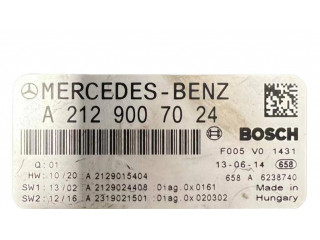 MERCEDES-BENZ
A 212 900 70 24
BOSCH
F005 V0 1431
Q:01
13-06-14 658
HW:10/20 A 2129015404
658 A 6238740
SW1:13/02 A 2129024408 Diag.0x0161
Made in
SW2:12/16 A 2319021501 Diag.0x020302
Hungary